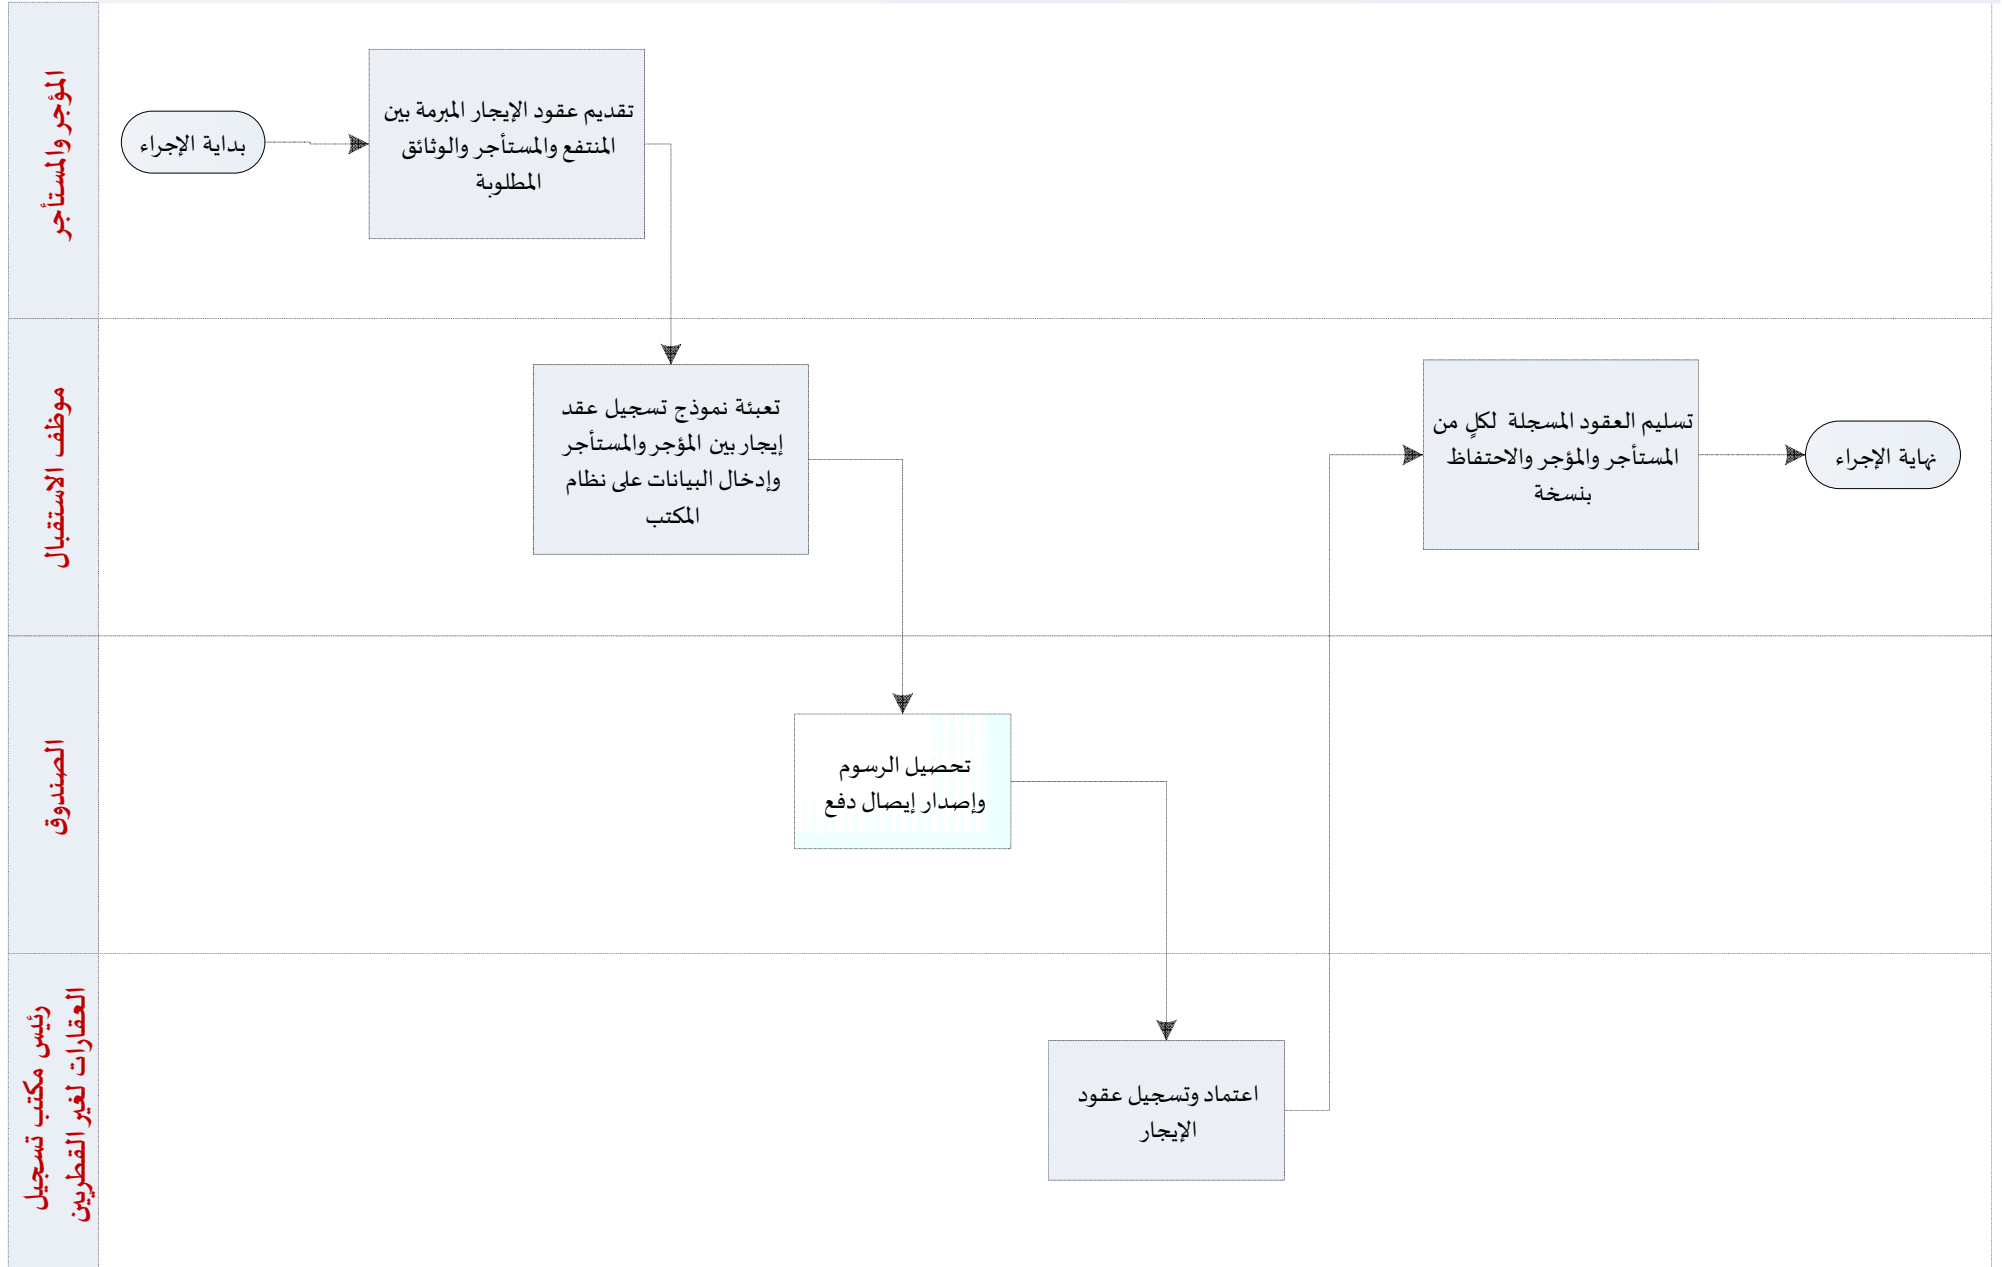 المؤجر والمستأجر
بداية الإجراء
تقديم عقود الإيجار المبرمة بين
المنتفع والمستأجر والوثائق
المطلوبة
موظف الاستقبال
تعبئة نموذج تسجيل عقد
إيجار بين المؤجر والمستأجر
وإدخال البيانات على نظام
المكتب
تسليم العقود المسجلة لكلٍ من
المستأجر والمؤجر والاحتفاظ
بنسخة
نهاية الإجراء
الصندوق
تحصيل الرسوم
وإصدار إيصال دفع
رئيس مكتب تسجيل
العقارات لغير القطريين
اعتماد وتسجيل عقود
الإيجار